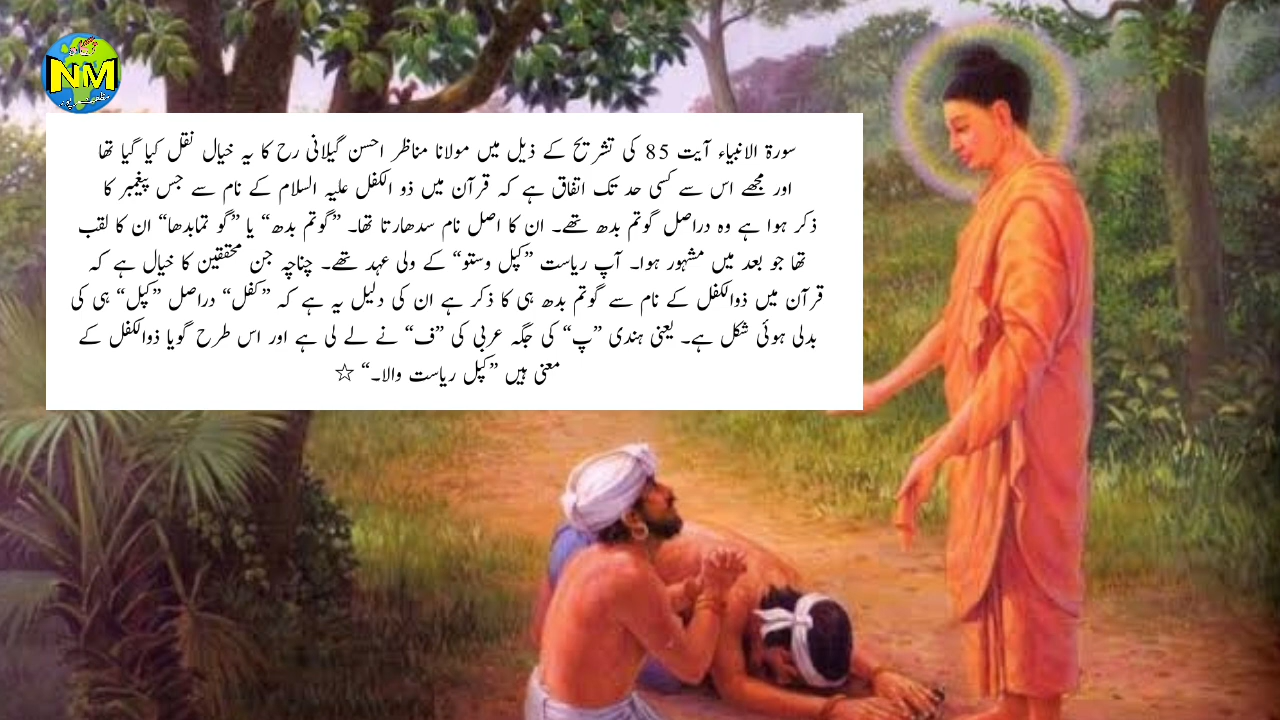 NM
سورۃ الانبیاء آیت 85 کی تشریح کے ذیل میں مولانا مناظر احسن گیلانی رح کا یہ خیال نقل کیا گیا تھا
اور مجھے اس سے کسی حد تک اتفاق ہے کہ قرآن میں ذو الکفل علیہ السلام کے نام سے جس پیغمبر کا
ذکر ہوا ہے وہ دراصل گوتم بدھ تھے۔ ان کا اصل نام سدھارتا تھا۔ ”گوتم بدھ“ یا ”گو تمابدھا“ ان کا لقب
تھا جو بعد میں مشہور ہوا۔ آپ ریاست ”کپل وستو“ کے ولی عہد تھے۔ چناچہ جن محققین کا خیال ہے کہ
قرآن میں ذوالکفل کے نام سے گوتم بدھ ہی کا ذکر ہے ان کی دلیل یہ ہے کہ ”کفل“ دراصل ”کپل“ ہی کی
بدلی ہوئی شکل ہے۔ یعنی ہندی ”پ“ کی جگہ عربی کی ”ف“ نے لے لی ہے اور اس طرح گویا ذوالکفل کے
معنی ہیں ”کپل ریاست والا۔“ ☆